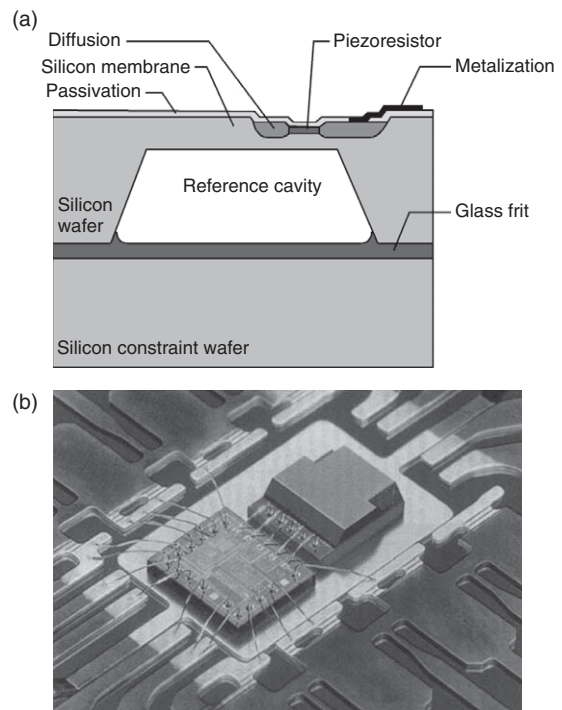 (a)
Diffusion
Piezoresistor
Silicon membrane
Metalization
Passivation
Reference cavity
Silicon
wafer
Glass frit
Silicon constraint wafer
(b)